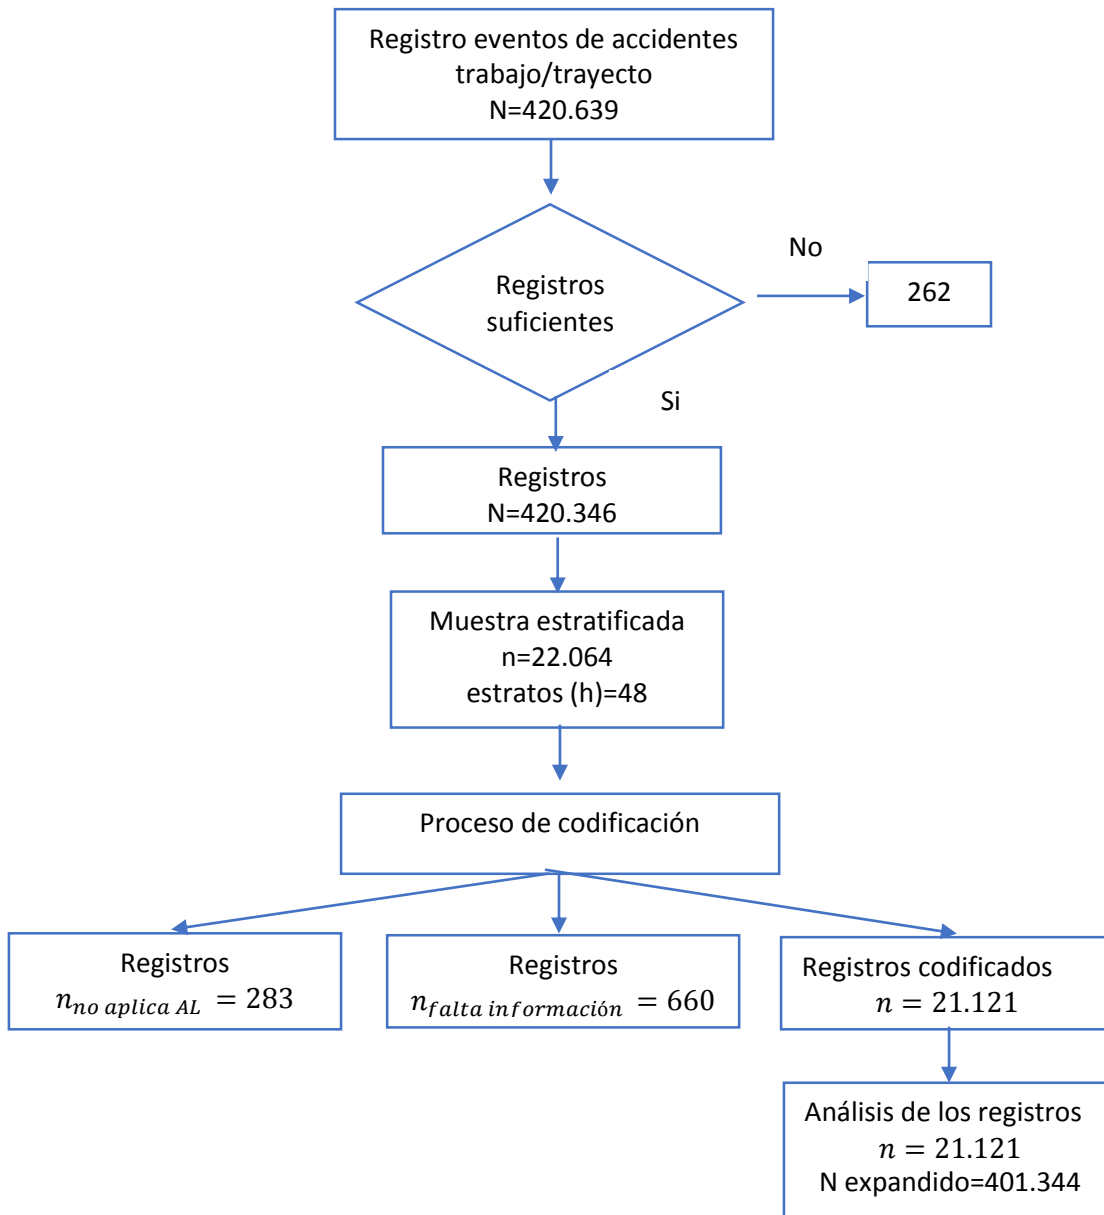 Registro eventos de accidentes
trabajo/trayecto
N=420.639
No
262
Registros
suficientes
Si
Registros
N=420.346
Muestra estratificada
n=22.064
estratos (h)=48
Proceso de codificación
Registros
n no aplica AL = 283
Registros
n falta información = 660
Registros codificados
n = 21.121
Análisis de los registros
n = 21.121
N expandido=401.344